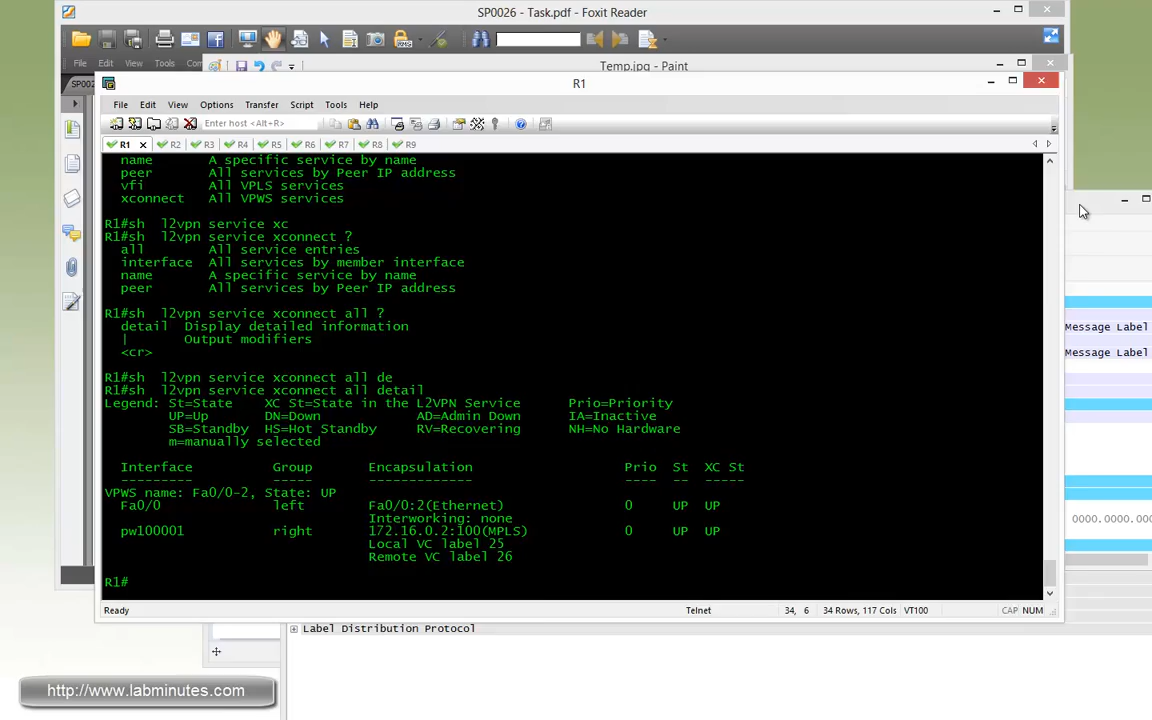 SP0026 - Task.pdf - Foxit Reader
File Edit View Tools
SP002
Temp.jpg - Paint
R1
File Edit View Options Transfer Script Tools Help
Enter host <Alt+R>
R1 R2 R3 R4 R5 R6 R7 R8 R9
name A specific service by name
peer All services by Peer IP address
vfi All VPLS services
xconnect All VPWS services
R1#sh l2vpn service xc
R1#sh l2vpn service xconnect ?
all All service entries
interface All services by member interface
name A specific service by name
peer All services by Peer IP address
R1#sh l2vpn service xconnect all ?
detail Display detailed information
| Output modifiers
<cr>
R1#sh l2vpn service xconnect all de
R1#sh l2vpn service xconnect all detail
Legend: St=State XC St=State in the L2VPN Service Prio=Priority
UP=Up DN=Down AD=Admin Down IA=Inactive
SB=Standby HS=Hot Standby RV=Recovering NH=No Hardware
m=manually selected
Interface Group Encapsulation Prio St XC St
--------- ----- ------------- ---- -- -----
VPWS name: Fa0/0-2, State: UP
Fa0/0 left Fa0/0:2(Ethernet) 0 UP UP
Interworking: none
pw100001 right 172.16.0.2:100(MPLS) 0 UP UP
Local VC label 25
Remote VC label 26
R1#
Ready Telnet 34, 6 34 Rows, 117 Cols VT100 CAP NUM
Message Label
Message Label
0000.0000.00
Label Distribution Protocol
http://www.labminutes.com